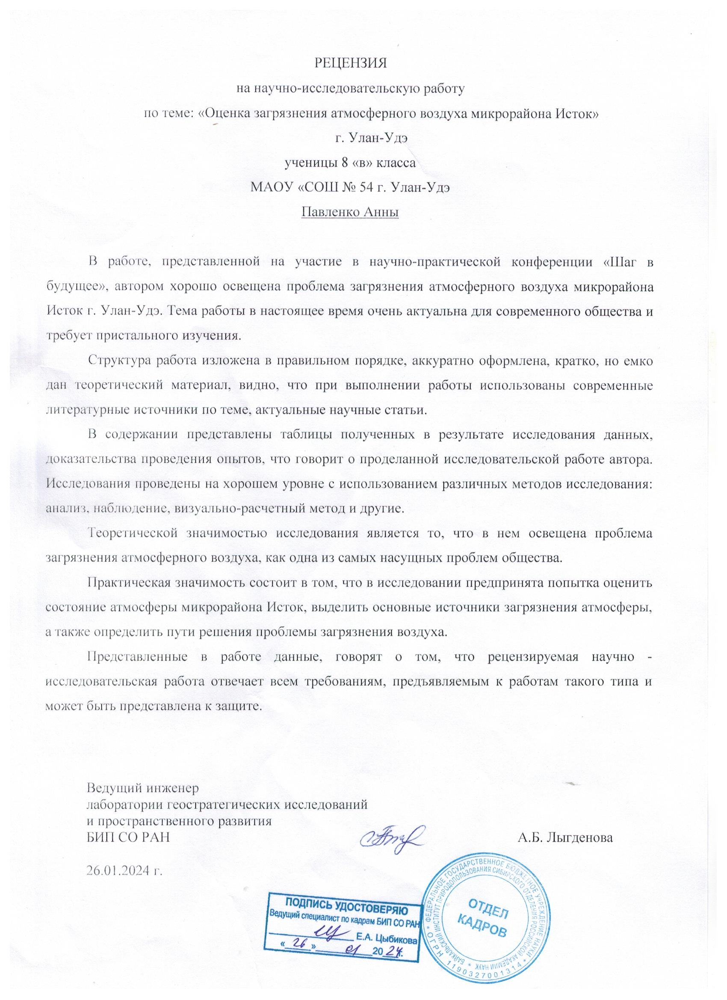 РЕЦЕНЗИЯ
на научно-исследовательскую работу
по теме: «Оценка загрязнения атмосферного воздуха микрорайона Исток»
г. Улан-Удэ
ученицы 8 «в» класса
МАОУ «СОШ № 54 г. Улан-Удэ
Павленко Анны
В работе, представленной на участие в научно-практической конференции «Шаг в
будущее», автором хорошо освещена проблема загрязнения атмосферного воздуха микрорайона
Исток г. Улан-Удэ. Тема работы в настоящее время очень актуальна для современного общества и
требует пристального изучения.
Структура работа изложена в правильном порядке, аккуратно оформлена, кратко, но емко
дан теоретический материал, видно, что при выполнении работы использованы современные
литературные источники по теме, актуальные научные статьи.
В содержании представлены таблицы полученных в результате исследования данных,
доказательства проведения опытов, что говорит о проделанной исследовательской работе автора.
Исследования проведены на хорошем уровне с использованием различных методов исследования:
анализ, наблюдение, визуально-расчетный метод и другие.
Теоретической значимостью исследования является то, что в нем освещена проблема
загрязнения атмосферного воздуха, как одна из самых насущных проблем общества.
Практическая значимость состоит в том, что в исследовании предпринята попытка оценить
состояние атмосферы микрорайона Исток, выделить основные источники загрязнения атмосферы,
а также определить пути решения проблемы загрязнения воздуха.
Представленные в работе данные, говорят о том, что рецензируемая научно -
исследовательская работа отвечает всем требованиям, предъявляемым к работам такого типа и
может быть представлена к защите.
Ведущий инженер
лаборатории геостратегических исследований
и пространственного развития
БИП СО РАН А.Б. Лыгденова
26.01.2024 г.
ПОДПИСЬ УДОСТОВЕРЯЮ
Ведущий специалист по кадрам БИП СО РАН
Е.А. Цыбикова
«26» 01 2024г.
* ФЕДЕРАЛЬНОЕ ГОСУДАРСТВЕННОЕ БЮДЖЕТНОЕ УЧРЕЖДЕНИЕ НАУКИ * ОГРН 1190327001314
* БАЙКАЛЬСКИЙ ИНСТИТУТ ПРИРОДОПОЛЬЗОВАНИЯ СИБИРСКОГО ОТДЕЛЕНИЯ РОССИЙСКОЙ АКАДЕМИИ НАУК
ОТДЕЛ
КАДРОВ